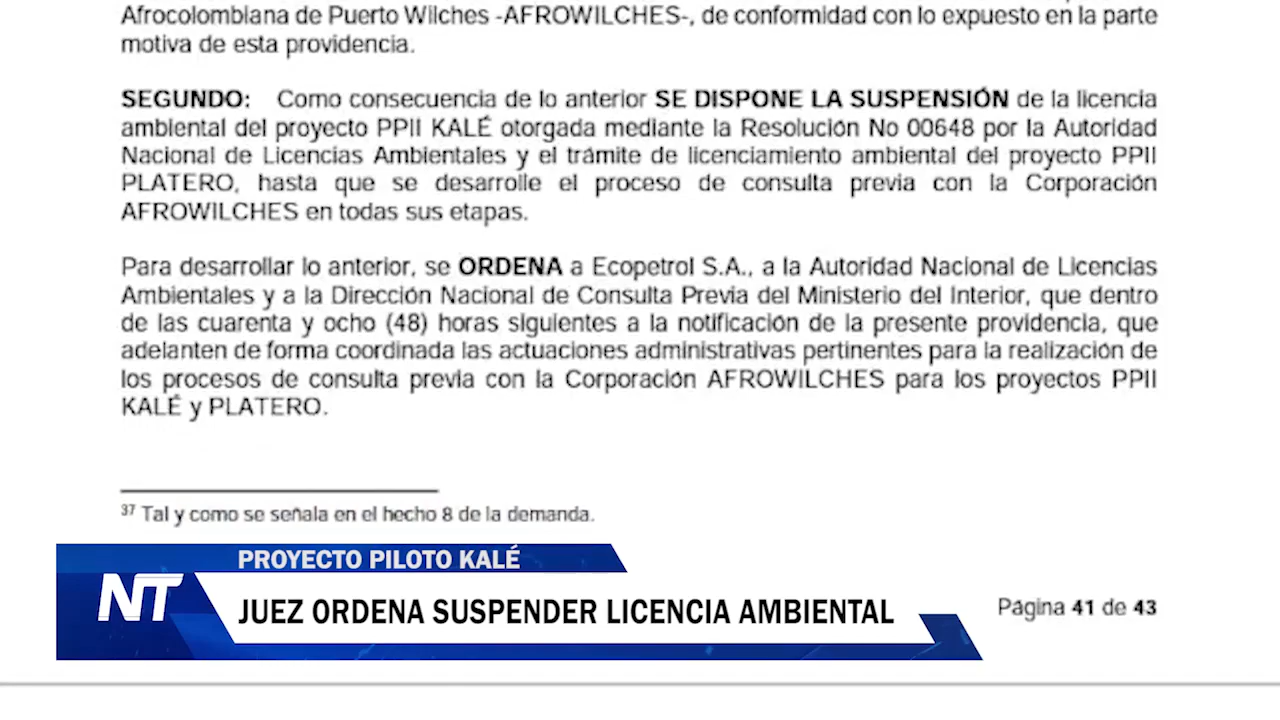 Afrocolombiana de Puerto Wilches -AFROWILCHES-, de conformidad con lo expuesto en la parte
motiva de esta providencia.
SEGUNDO: Como consecuencia de lo anterior SE DISPONE LA SUSPENSIÓN de la licencia
ambiental del proyecto PPII KALÉ otorgada mediante la Resolución No 00648 por la Autoridad
Nacional de Licencias Ambientales y el trámite de licenciamiento ambiental del proyecto PPII
PLATERO, hasta que se desarrolle el proceso de consulta previa con la Corporación
AFROWILCHES en todas sus etapas.
Para desarrollar lo anterior, se ORDENA a Ecopetrol S.A., a la Autoridad Nacional de Licencias
Ambientales y a la Dirección Nacional de Consulta Previa del Ministerio del Interior, que dentro
de las cuarenta y ocho (48) horas siguientes a la notificación de la presente providencia, que
adelanten de forma coordinada las actuaciones administrativas pertinentes para la realización de
los procesos de consulta previa con la Corporación AFROWILCHES para los proyectos PPII
KALÉ y PLATERO.
37 Tal y como se señala en el hecho 8 de la demanda.
PROYECTO PILOTO KALÉ
NT
JUEZ ORDENA SUSPENDER LICENCIA AMBIENTAL
Página 41 de 43